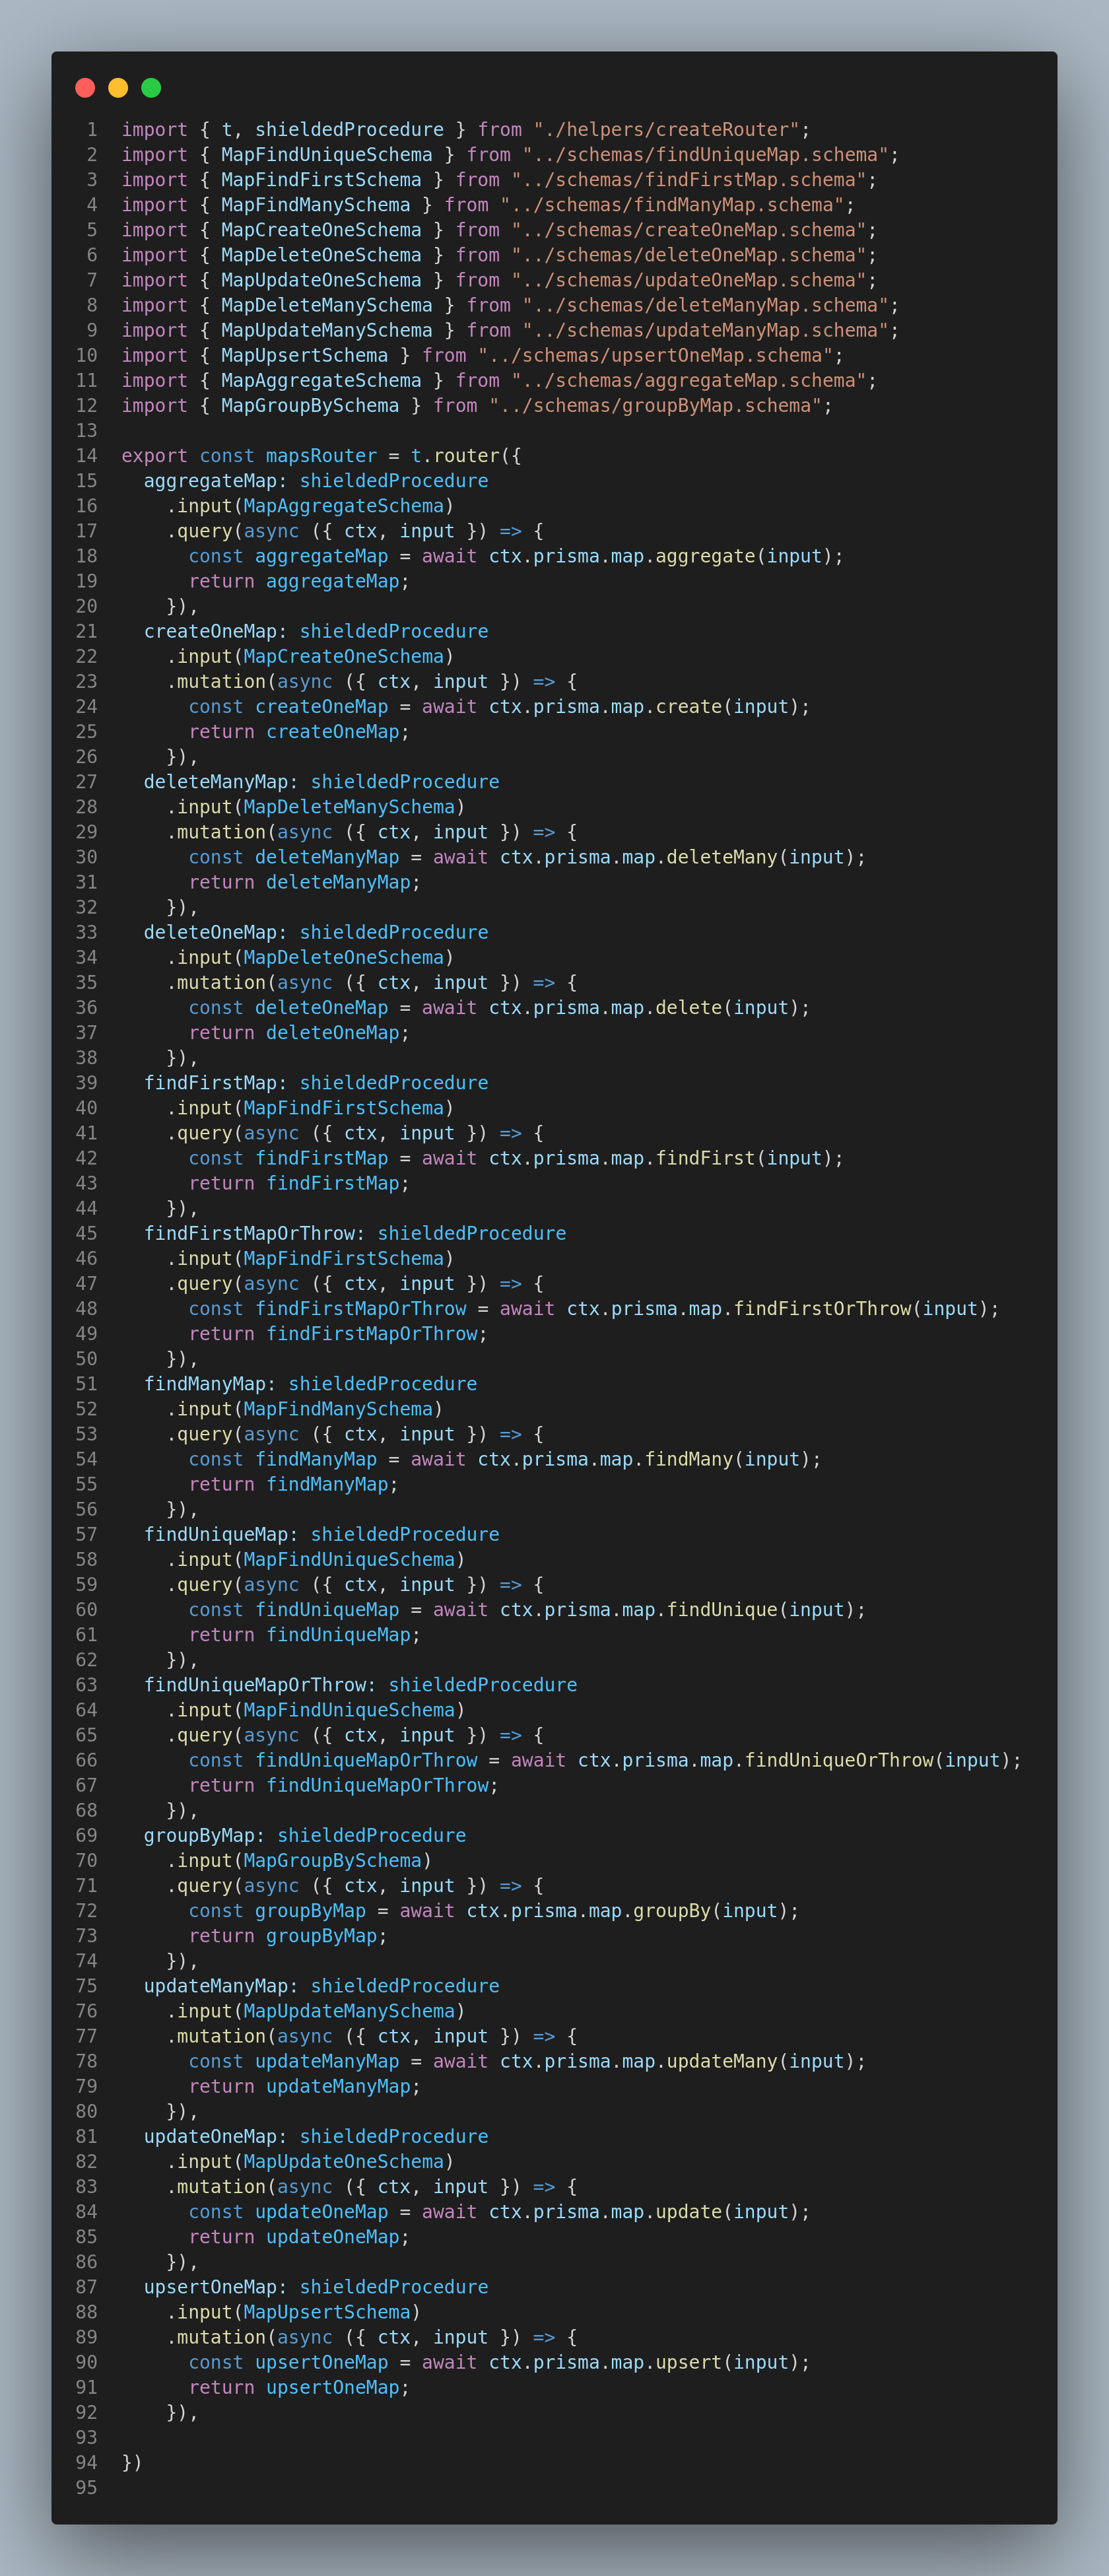 1 import { t, shieldedProcedure } from "./helpers/createRouter";
2 import { MapFindUniqueSchema } from "../schemas/findUniqueMap.schema";
3 import { MapFindFirstSchema } from "../schemas/findFirstMap.schema";
4 import { MapFindManySchema } from "../schemas/findManyMap.schema";
5 import { MapCreateOneSchema } from "../schemas/createOneMap.schema";
6 import { MapDeleteOneSchema } from "../schemas/deleteOneMap.schema";
7 import { MapUpdateOneSchema } from "../schemas/updateOneMap.schema";
8 import { MapDeleteManySchema } from "../schemas/deleteManyMap.schema";
9 import { MapUpdateManySchema } from "../schemas/updateManyMap.schema";
10 import { MapUpsertSchema } from "../schemas/upsertOneMap.schema";
11 import { MapAggregateSchema } from "../schemas/aggregateMap.schema";
12 import { MapGroupBySchema } from "../schemas/groupByMap.schema";
13
14 export const mapsRouter = t.router({
15   aggregateMap: shieldedProcedure
16     .input(MapAggregateSchema)
17     .query(async ({ ctx, input }) => {
18       const aggregateMap = await ctx.prisma.map.aggregate(input);
19       return aggregateMap;
20     }),
21   createOneMap: shieldedProcedure
22     .input(MapCreateOneSchema)
23     .mutation(async ({ ctx, input }) => {
24       const createOneMap = await ctx.prisma.map.create(input);
25       return createOneMap;
26     }),
27   deleteManyMap: shieldedProcedure
28     .input(MapDeleteManySchema)
29     .mutation(async ({ ctx, input }) => {
30       const deleteManyMap = await ctx.prisma.map.deleteMany(input);
31       return deleteManyMap;
32     }),
33   deleteOneMap: shieldedProcedure
34     .input(MapDeleteOneSchema)
35     .mutation(async ({ ctx, input }) => {
36       const deleteOneMap = await ctx.prisma.map.delete(input);
37       return deleteOneMap;
38     }),
39   findFirstMap: shieldedProcedure
40     .input(MapFindFirstSchema)
41     .query(async ({ ctx, input }) => {
42       const findFirstMap = await ctx.prisma.map.findFirst(input);
43       return findFirstMap;
44     }),
45   findFirstMapOrThrow: shieldedProcedure
46     .input(MapFindFirstSchema)
47     .query(async ({ ctx, input }) => {
48       const findFirstMapOrThrow = await ctx.prisma.map.findFirstOrThrow(input);
49       return findFirstMapOrThrow;
50     }),
51   findManyMap: shieldedProcedure
52     .input(MapFindManySchema)
53     .query(async ({ ctx, input }) => {
54       const findManyMap = await ctx.prisma.map.findMany(input);
55       return findManyMap;
56     }),
57   findUniqueMap: shieldedProcedure
58     .input(MapFindUniqueSchema)
59     .query(async ({ ctx, input }) => {
60       const findUniqueMap = await ctx.prisma.map.findUnique(input);
61       return findUniqueMap;
62     }),
63   findUniqueMapOrThrow: shieldedProcedure
64     .input(MapFindUniqueSchema)
65     .query(async ({ ctx, input }) => {
66       const findUniqueMapOrThrow = await ctx.prisma.map.findUniqueOrThrow(input);
67       return findUniqueMapOrThrow;
68     }),
69   groupByMap: shieldedProcedure
70     .input(MapGroupBySchema)
71     .query(async ({ ctx, input }) => {
72       const groupByMap = await ctx.prisma.map.groupBy(input);
73       return groupByMap;
74     }),
75   updateManyMap: shieldedProcedure
76     .input(MapUpdateManySchema)
77     .mutation(async ({ ctx, input }) => {
78       const updateManyMap = await ctx.prisma.map.updateMany(input);
79       return updateManyMap;
80     }),
81   updateOneMap: shieldedProcedure
82     .input(MapUpdateOneSchema)
83     .mutation(async ({ ctx, input }) => {
84       const updateOneMap = await ctx.prisma.map.update(input);
85       return updateOneMap;
86     }),
87   upsertOneMap: shieldedProcedure
88     .input(MapUpsertSchema)
89     .mutation(async ({ ctx, input }) => {
90       const upsertOneMap = await ctx.prisma.map.upsert(input);
91       return upsertOneMap;
92     }),
93
94 })
95